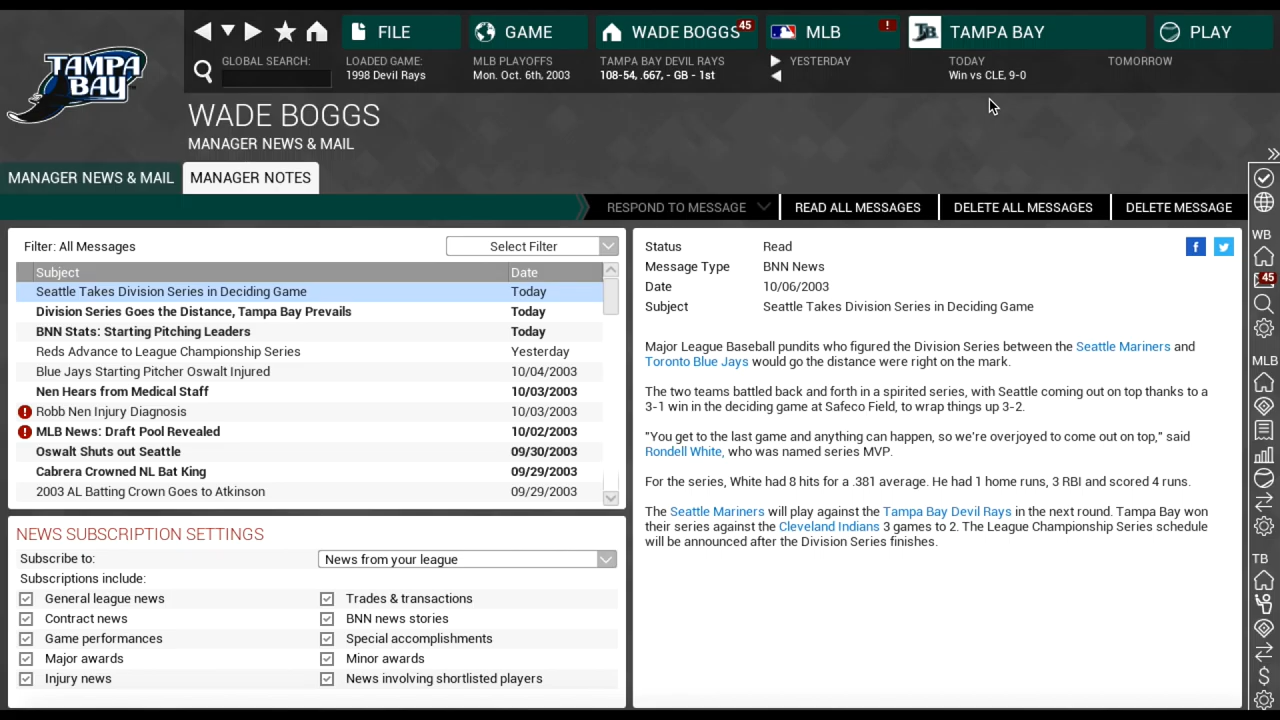 TAMPA BAY
FILE
GAME
WADE BOGGS
45
MLB
!
TAMPA BAY
PLAY
GLOBAL SEARCH:
LOADED GAME:
1998 Devil Rays
MLB PLAYOFFS
Mon. Oct. 6th, 2003
TAMPA BAY DEVIL RAYS
108-54, .667, - GB - 1st
YESTERDAY
TODAY
Win vs CLE, 9-0
TOMORROW
WADE BOGGS
MANAGER NEWS & MAIL
MANAGER NEWS & MAIL
MANAGER NOTES
RESPOND TO MESSAGE
READ ALL MESSAGES
DELETE ALL MESSAGES
DELETE MESSAGE
Filter: All Messages
Select Filter
Subject Date
Seattle Takes Division Series in Deciding Game Today
Division Series Goes the Distance, Tampa Bay Prevails Today
BNN Stats: Starting Pitching Leaders Today
Reds Advance to League Championship Series Yesterday
Blue Jays Starting Pitcher Oswalt Injured 10/04/2003
Nen Hears from Medical Staff 10/03/2003
! Robb Nen Injury Diagnosis 10/03/2003
! MLB News: Draft Pool Revealed 10/02/2003
Oswalt Shuts out Seattle 09/30/2003
Cabrera Crowned NL Bat King 09/29/2003
2003 AL Batting Crown Goes to Atkinson 09/29/2003
NEWS SUBSCRIPTION SETTINGS
Subscribe to: News from your league
Subscriptions include:
General league news Trades & transactions
Contract news BNN news stories
Game performances Special accomplishments
Major awards Minor awards
Injury news News involving shortlisted players
Status Read
Message Type BNN News
Date 10/06/2003
Subject Seattle Takes Division Series in Deciding Game
Major League Baseball pundits who figured the Division Series between the Seattle Mariners and
Toronto Blue Jays would go the distance were right on the mark.
The two teams battled back and forth in a spirited series, with Seattle coming out on top thanks to a
3-1 win in the deciding game at Safeco Field, to wrap things up 3-2.
"You get to the last game and anything can happen, so we're overjoyed to come out on top," said
Rondell White, who was named series MVP.
For the series, White had 8 hits for a .381 average. He had 1 home runs, 3 RBI and scored 4 runs.
The Seattle Mariners will play against the Tampa Bay Devil Rays in the next round. Tampa Bay won
their series against the Cleveland Indians 3 games to 2. The League Championship Series schedule
will be announced after the Division Series finishes.
WB
45
MLB
TB
$